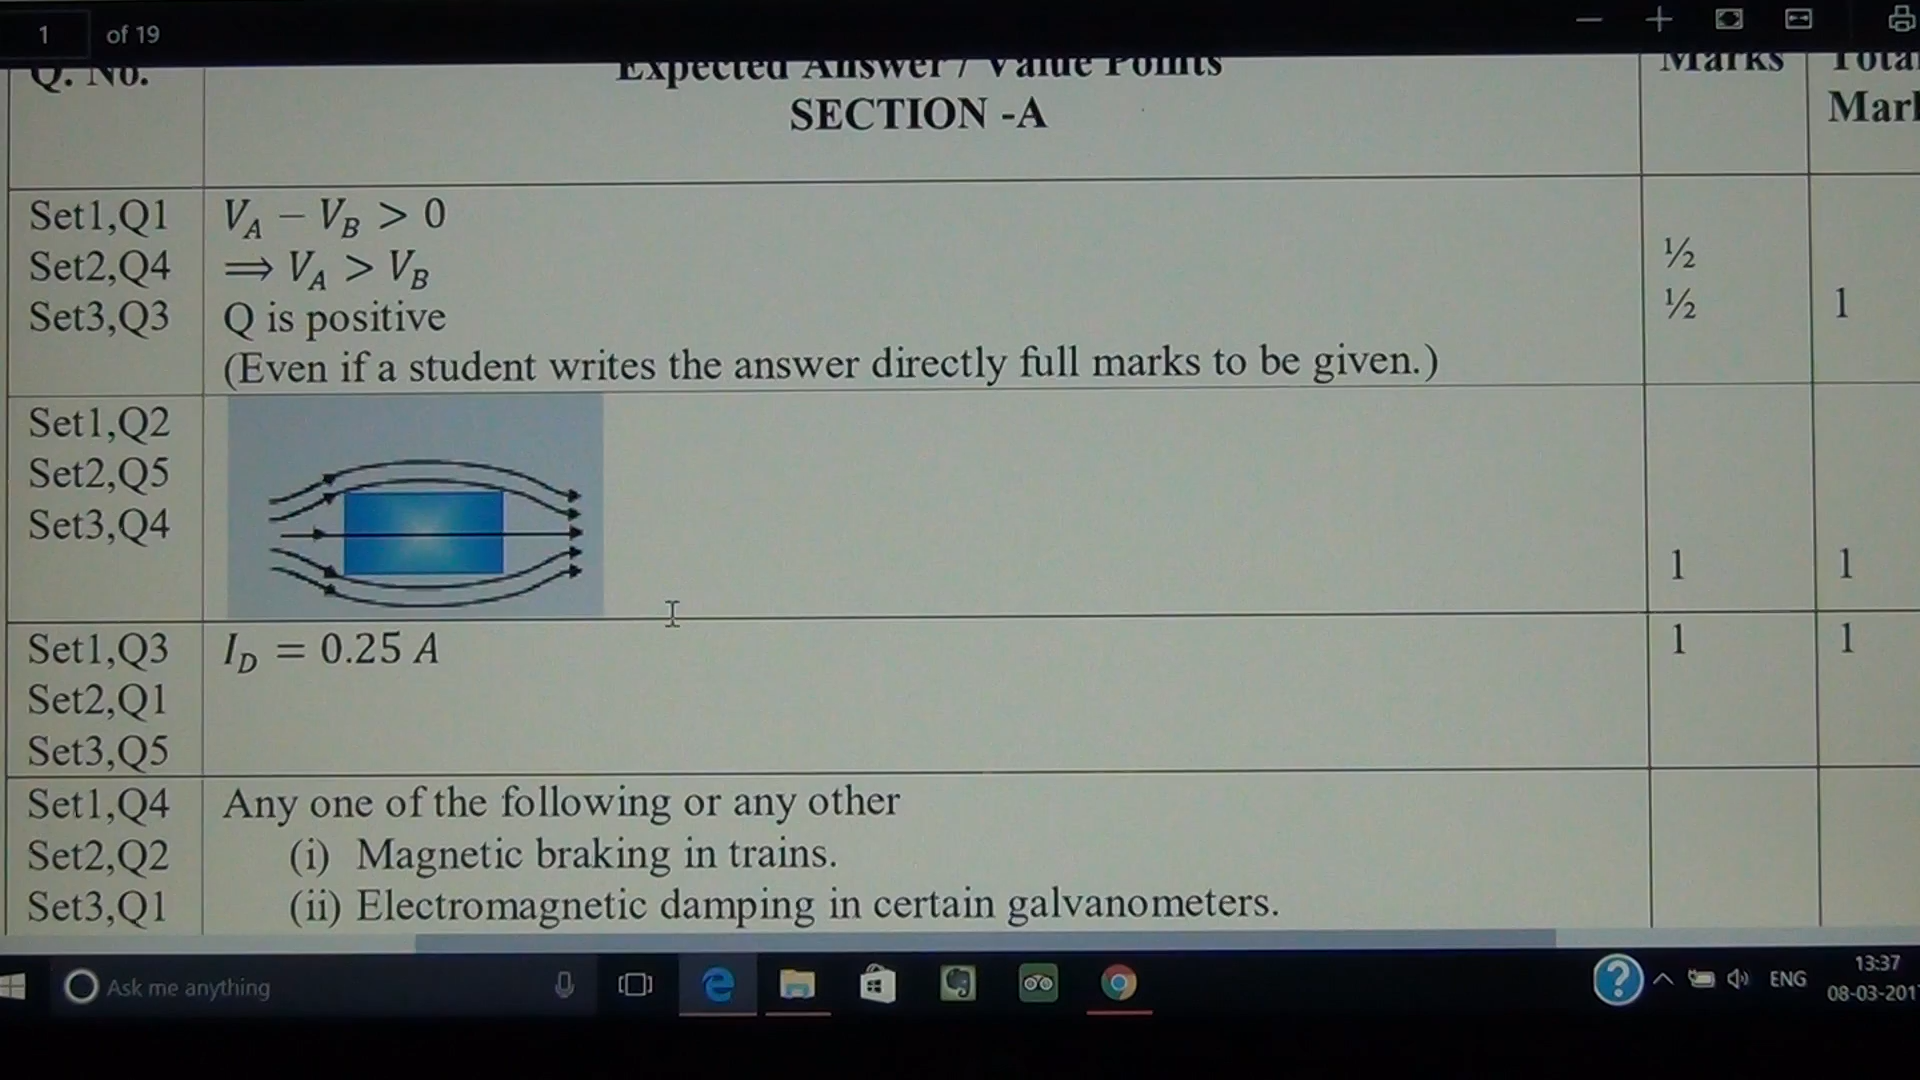 1 of 19
Q. No. Expected Answer / Value Points Marks Total
SECTION -A Mar
Set1,Q1 V_A − V_B > 0
½
Set2,Q4 ⟹ V_A > V_B
Set3,Q3 Q is positive ½ 1
(Even if a student writes the answer directly full marks to be given.)
Set1,Q2
Set2,Q5
Set3,Q4
1 1
Set1,Q3 I_D = 0.25 A 1 1
Set2,Q1
Set3,Q5
Set1,Q4 Any one of the following or any other
Set2,Q2 (i) Magnetic braking in trains.
Set3,Q1 (ii) Electromagnetic damping in certain galvanometers.
Ask me anything
ENG
13:37
08-03-201